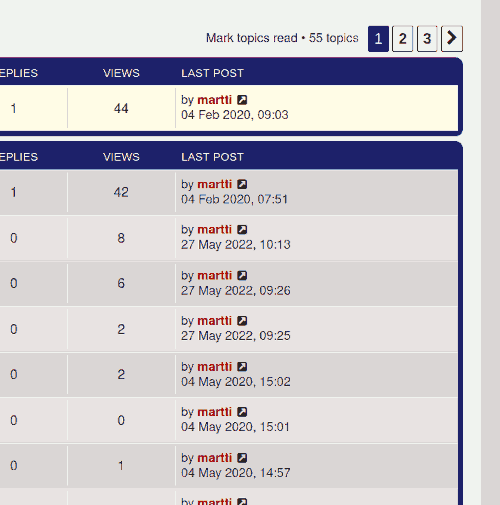 Mark topics read • 55 topics 1 2 3
EPLIES VIEWS LAST POST
1 44 by martti
04 Feb 2020, 09:03
EPLIES VIEWS LAST POST
1 42 by martti
04 Feb 2020, 07:51
0 8 by martti
27 May 2022, 10:13
0 6 by martti
27 May 2022, 09:26
0 2 by martti
27 May 2022, 09:25
0 2 by martti
04 May 2020, 15:02
0 0 by martti
04 May 2020, 15:01
0 1 by martti
04 May 2020, 14:57
by martti